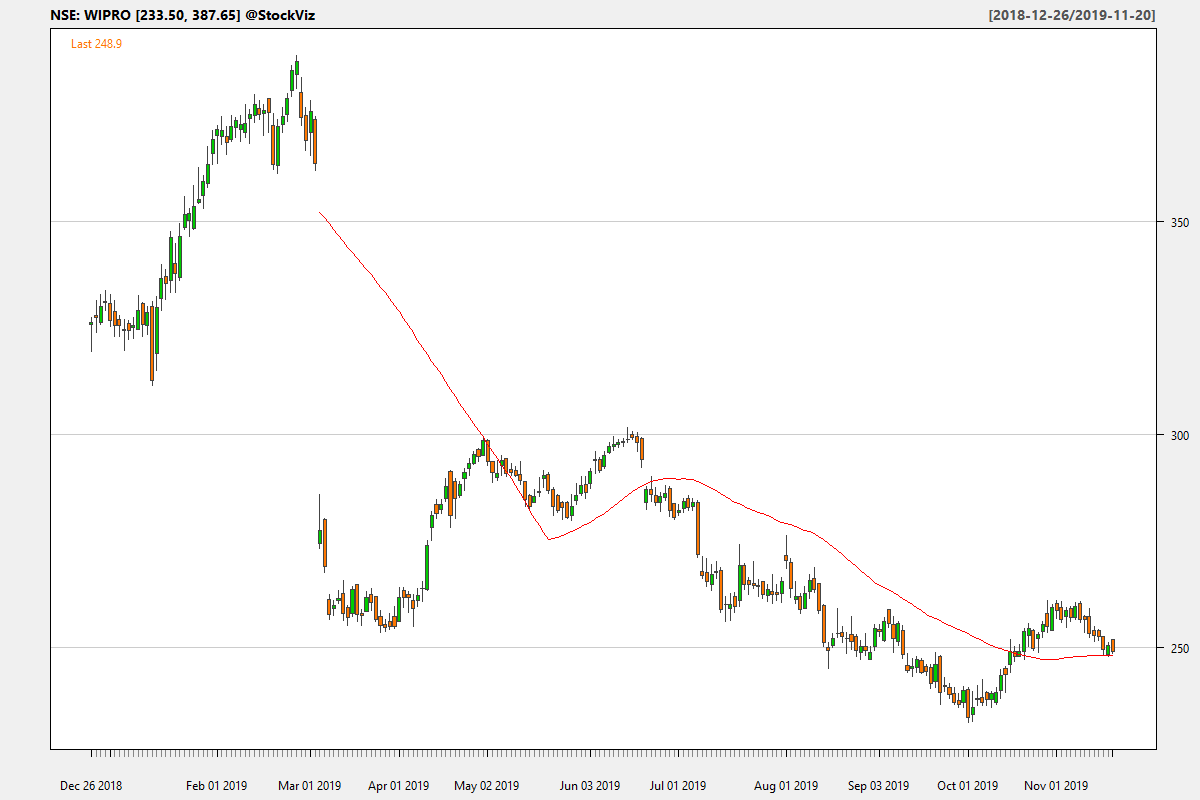 NSE: WIPRO [233.50, 387.65] @StockViz [2018-12-26/2019-11-20]
Last 248.9
350
300
250
Dec 26 2018 Feb 01 2019 Mar 01 2019 Apr 01 2019 May 02 2019 Jun 03 2019 Jul 01 2019 Aug 01 2019 Sep 03 2019 Oct 01 2019 Nov 01 2019